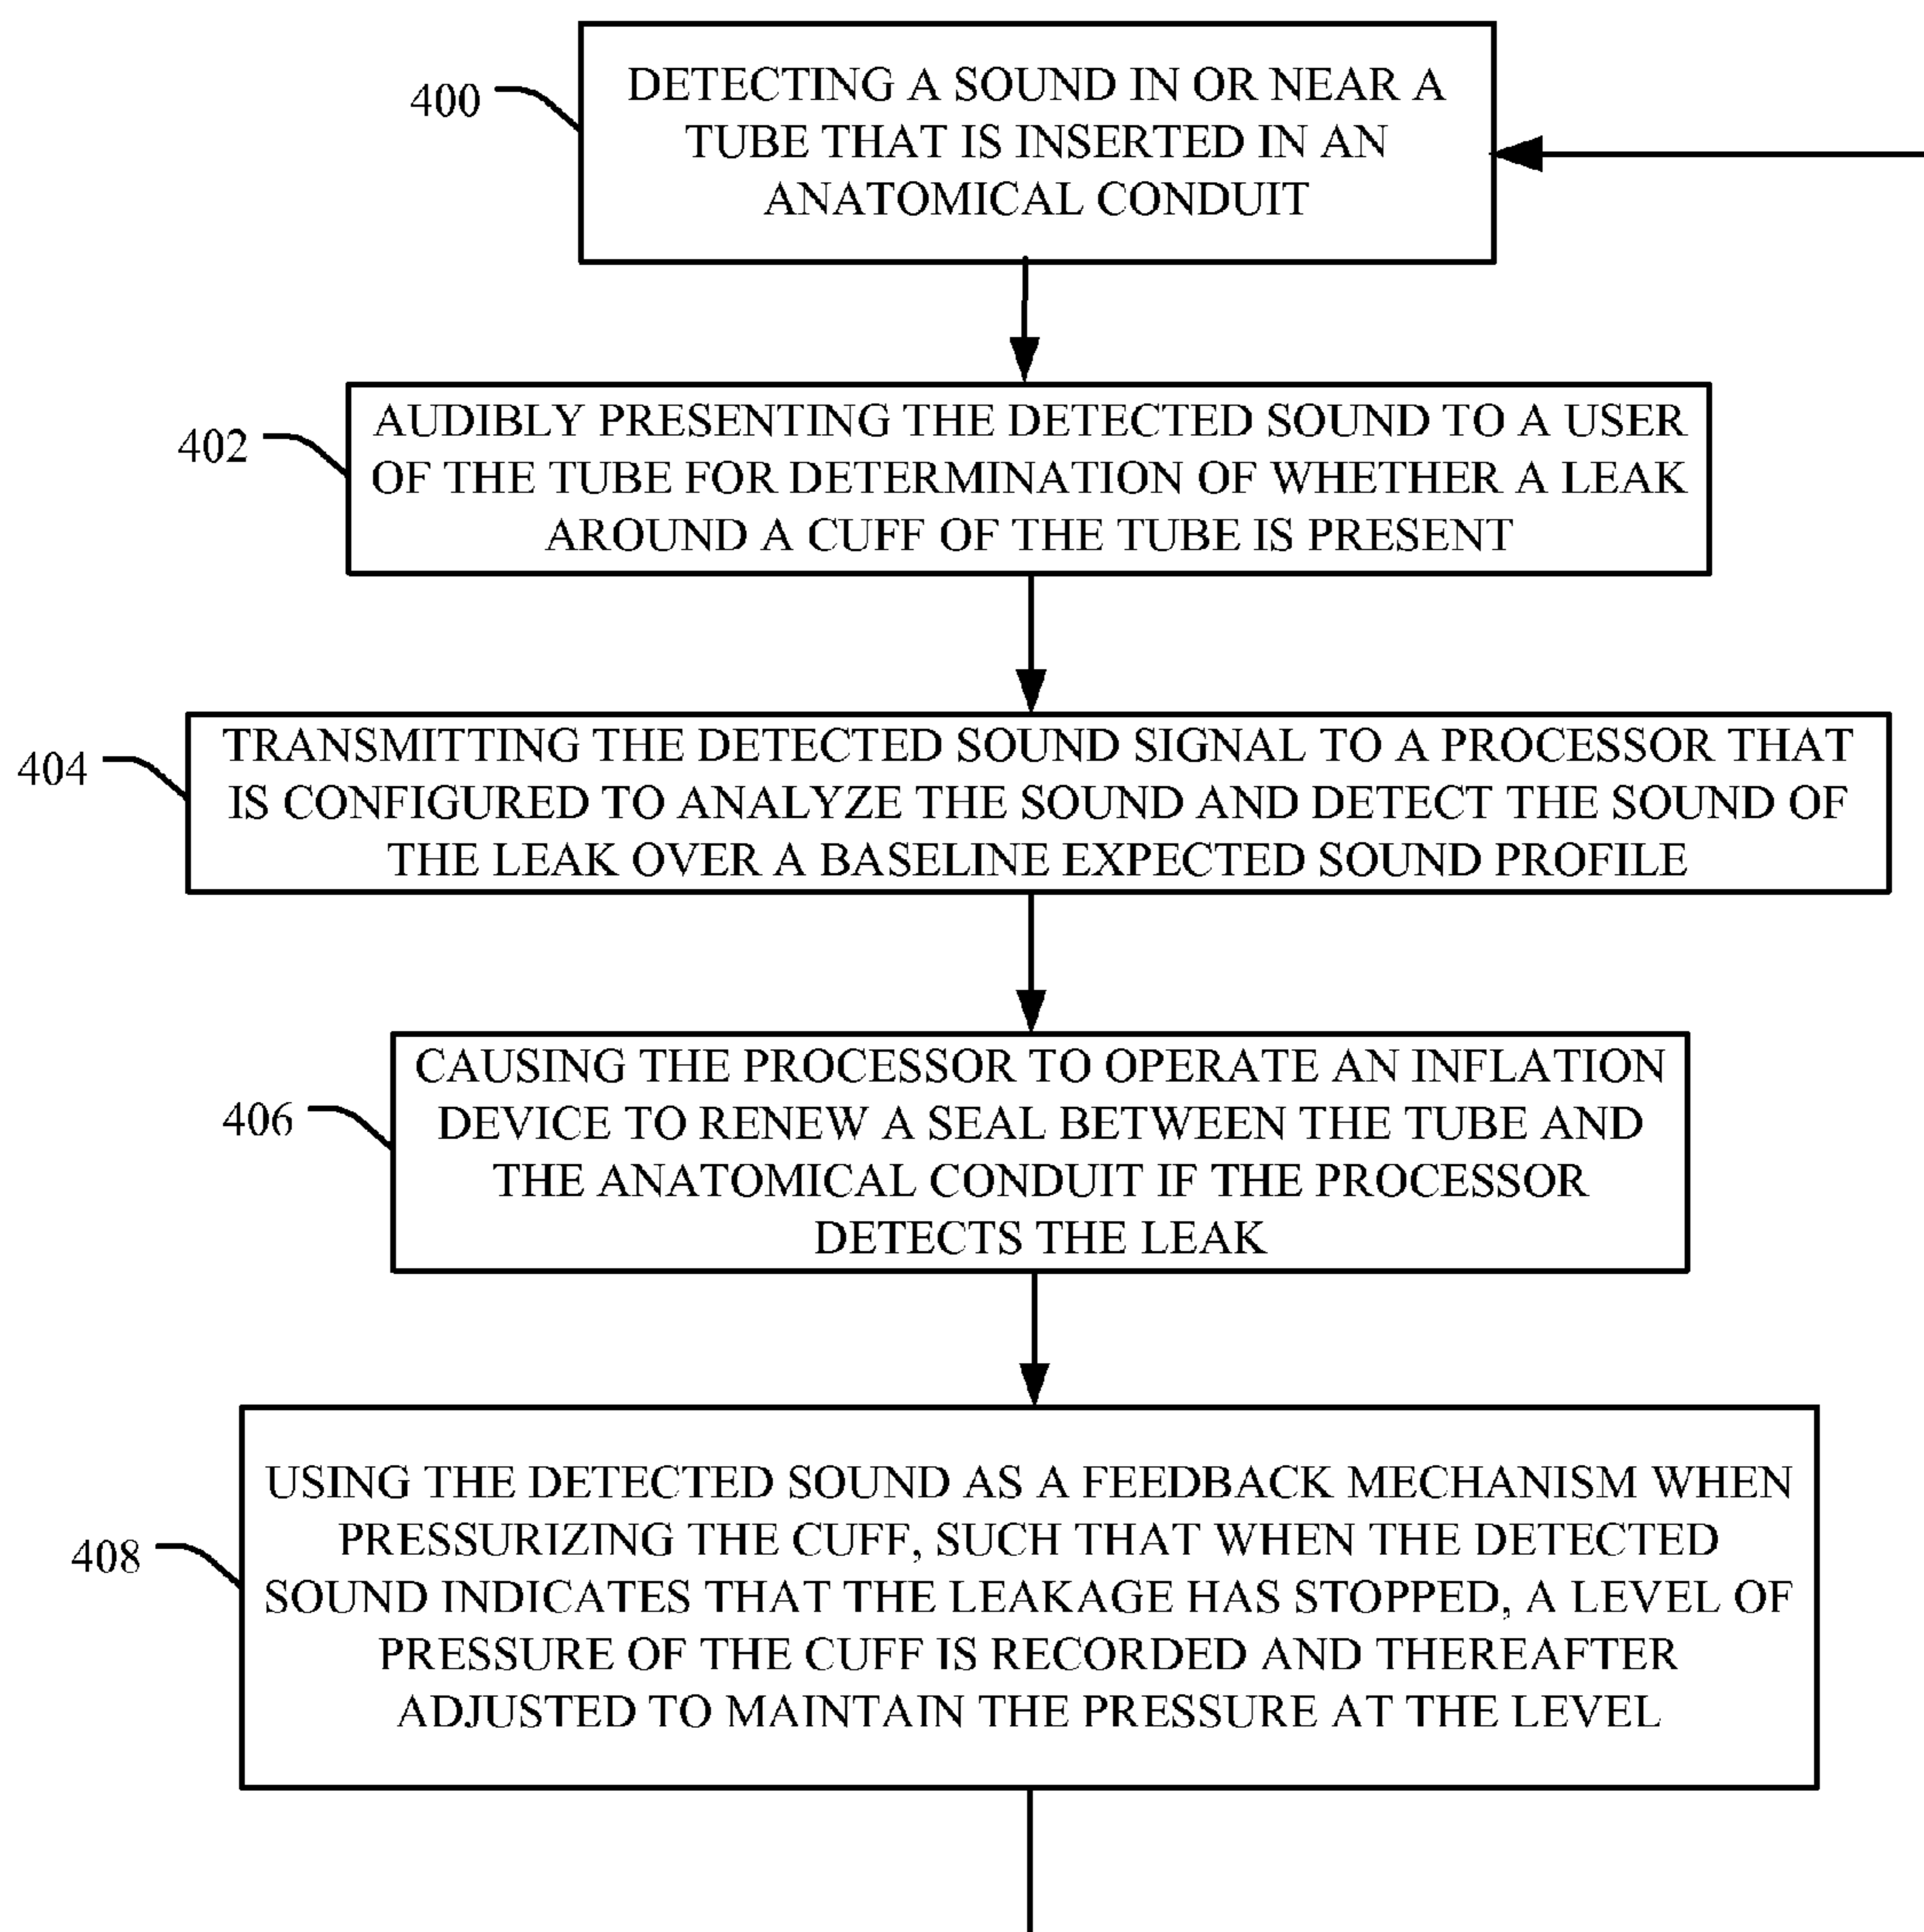 400
DETECTING A SOUND IN OR NEAR A
TUBE THAT IS INSERTED IN AN
ANATOMICAL CONDUIT
402
AUDIBLY PRESENTING THE DETECTED SOUND TO A USER
OF THE TUBE FOR DETERMINATION OF WHETHER A LEAK
AROUND A CUFF OF THE TUBE IS PRESENT
404
TRANSMITTING THE DETECTED SOUND SIGNAL TO A PROCESSOR THAT
IS CONFIGURED TO ANALYZE THE SOUND AND DETECT THE SOUND OF
THE LEAK OVER A BASELINE EXPECTED SOUND PROFILE
406
CAUSING THE PROCESSOR TO OPERATE AN INFLATION
DEVICE TO RENEW A SEAL BETWEEN THE TUBE AND
THE ANATOMICAL CONDUIT IF THE PROCESSOR
DETECTS THE LEAK
408
USING THE DETECTED SOUND AS A FEEDBACK MECHANISM WHEN
PRESSURIZING THE CUFF, SUCH THAT WHEN THE DETECTED
SOUND INDICATES THAT THE LEAKAGE HAS STOPPED, A LEVEL OF
PRESSURE OF THE CUFF IS RECORDED AND THEREAFTER
ADJUSTED TO MAINTAIN THE PRESSURE AT THE LEVEL